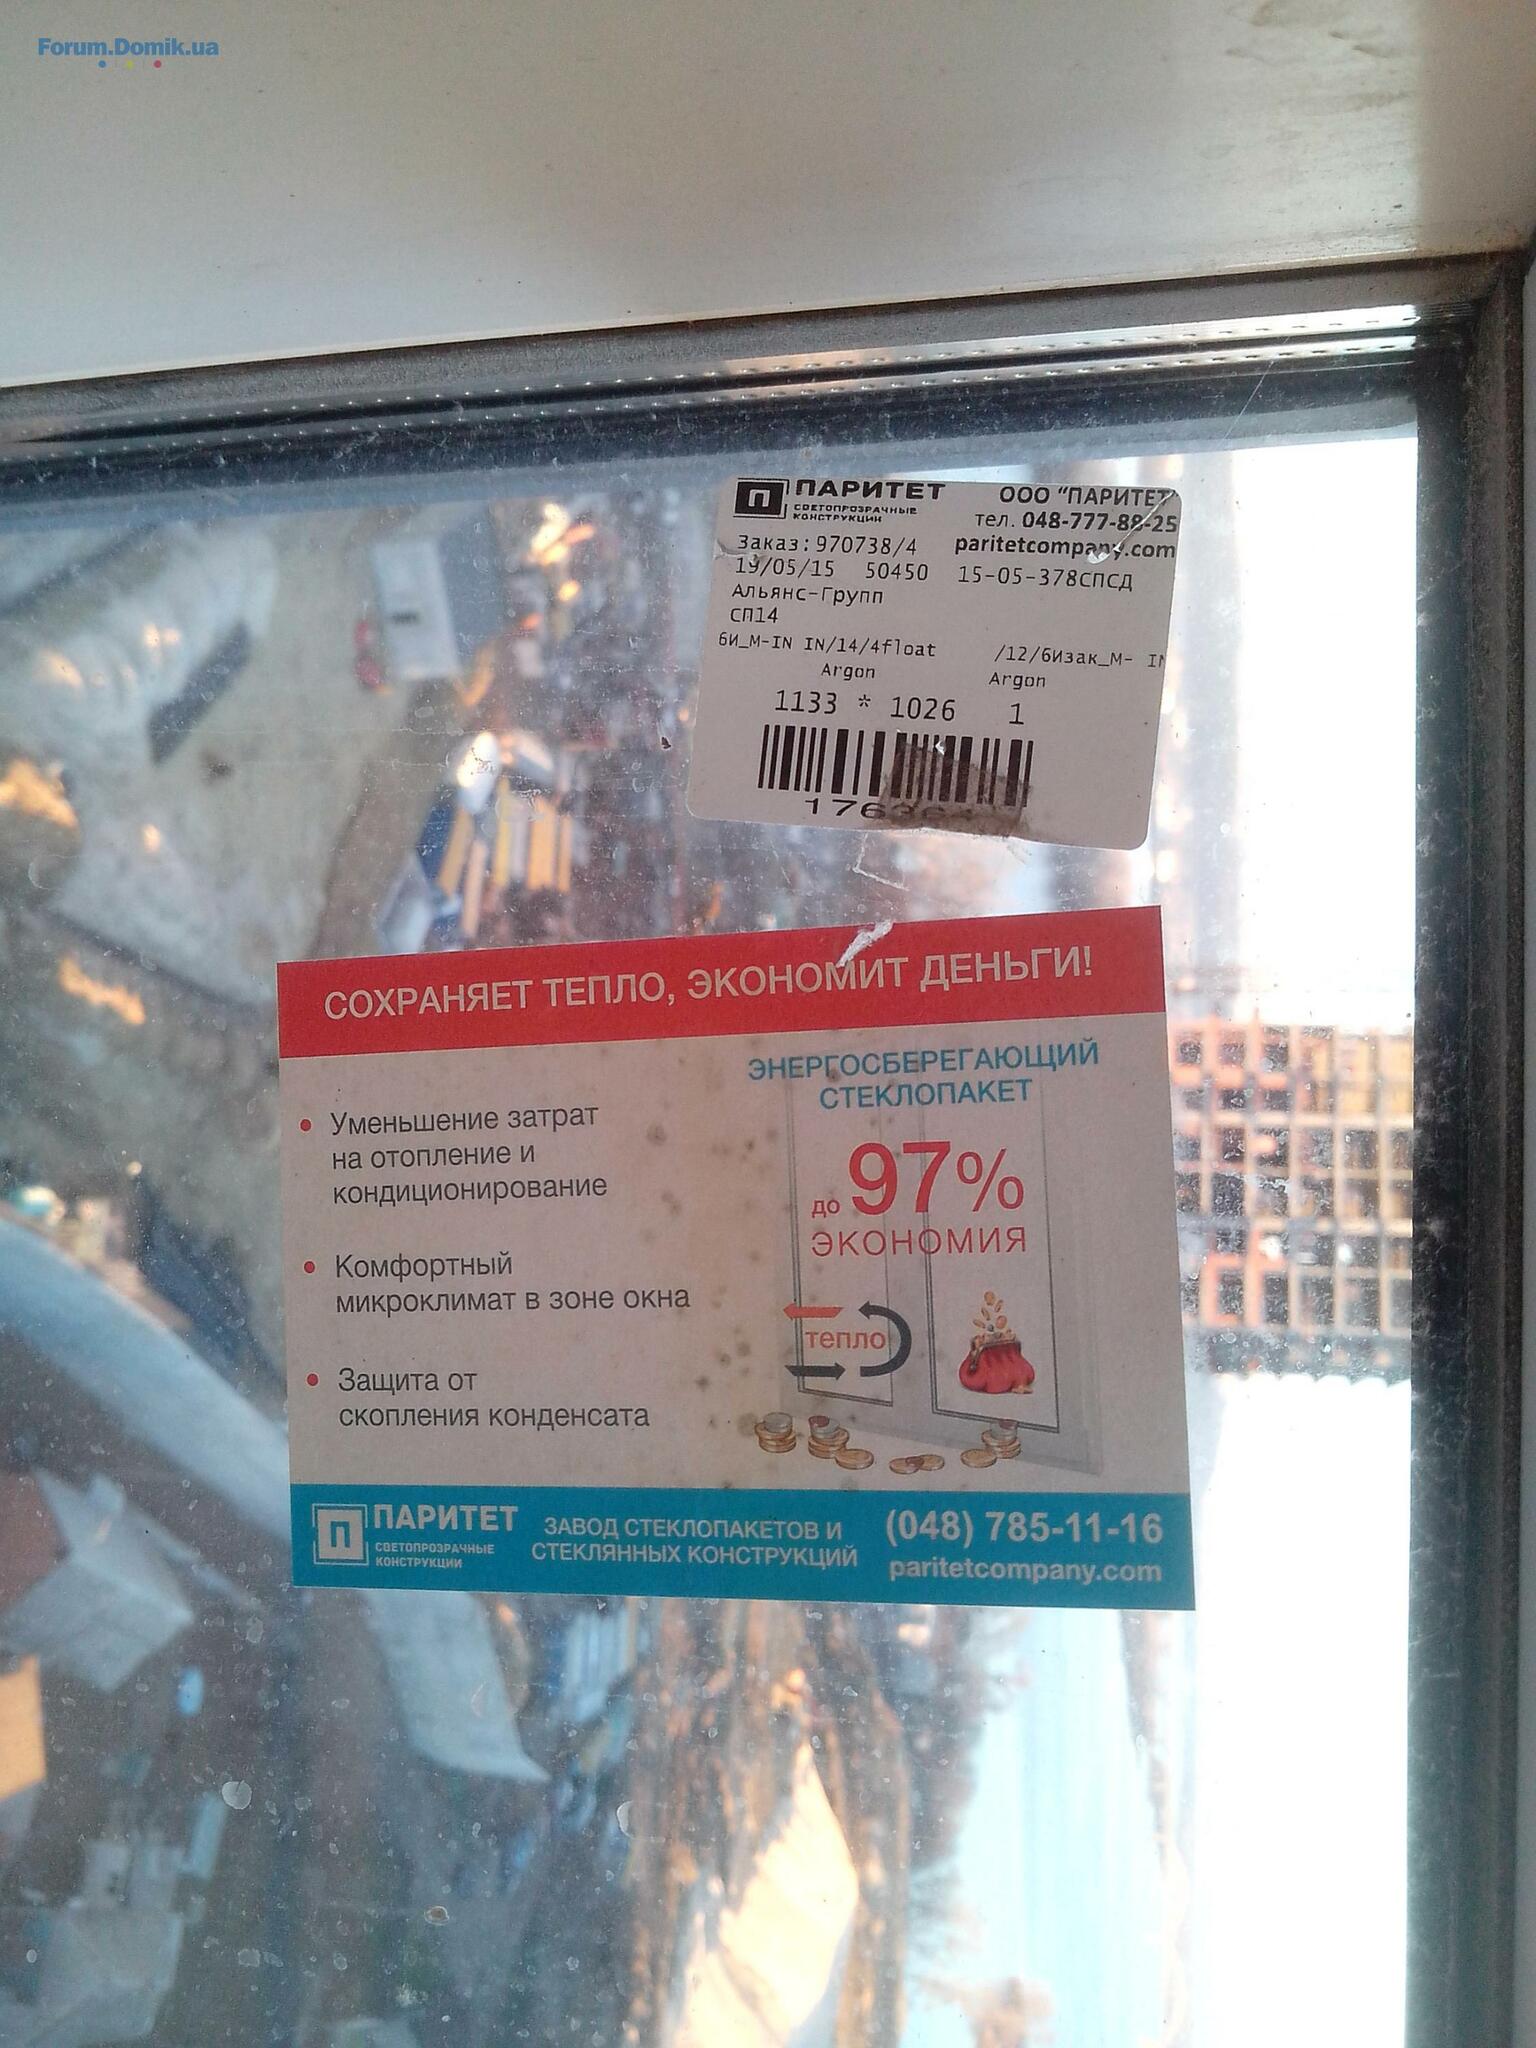 Forum.Domik.ua
ПАРИТЕТ
СВЕТОПРОЗРАЧНЫЕ
КОНСТРУКЦИИ
ООО "ПАРИТЕТ"
тел. 048-777-88-25
paritetcompany.com
Заказ: 970738/4
19/05/15 50450 15-05-378СПСД
Альянс-Групп
СП14
6И_М-IN IN/14/4float /12/6Изак_М- IN
Argon Argon
1133 * 1026 1
СОХРАНЯЕТ ТЕПЛО, ЭКОНОМИТ ДЕНЬГИ!
• Уменьшение затрат
на отопление и
кондиционирование
• Комфортный
микроклимат в зоне окна
• Защита от
скопления конденсата
ЭНЕРГОСБЕРЕГАЮЩИЙ
СТЕКЛОПАКЕТ
до 97%
ЭКОНОМИЯ
тепло
ПАРИТЕТ
СВЕТОПРОЗРАЧНЫЕ
КОНСТРУКЦИИ
ЗАВОД СТЕКЛОПАКЕТОВ И
СТЕКЛЯННЫХ КОНСТРУКЦИЙ
(048) 785-11-16
paritetcompany.com